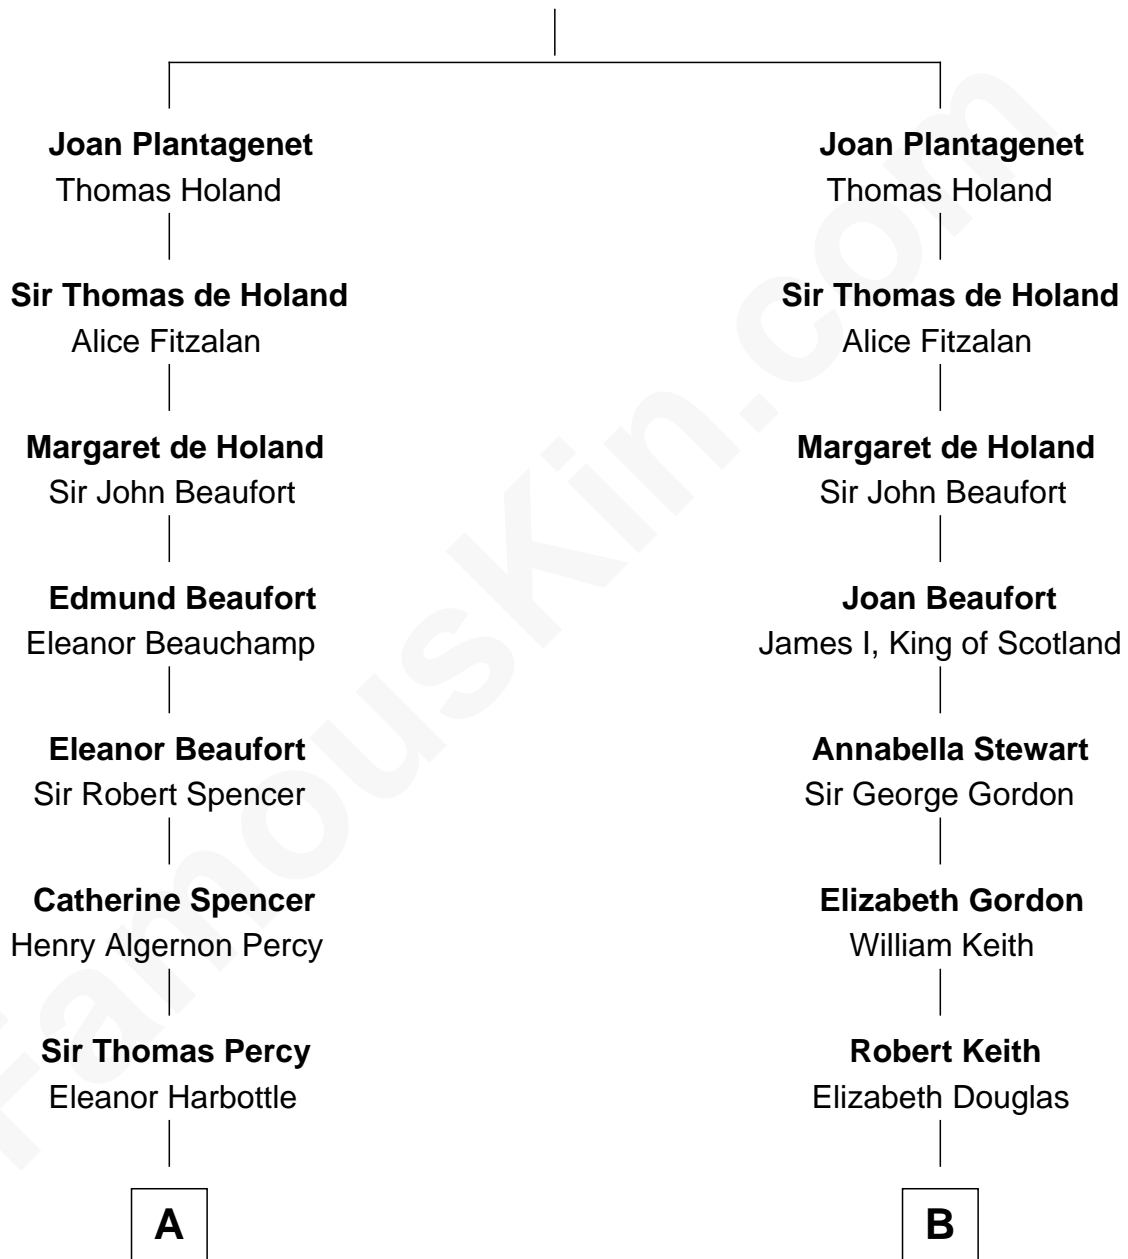 Joan Plantagenet
Thomas Holand
Sir Thomas de Holand
Alice Fitzalan
Margaret de Holand
Sir John Beaufort
Edmund Beaufort
Eleanor Beauchamp
Eleanor Beaufort
Sir Robert Spencer
Catherine Spencer
Henry Algernon Percy
Sir Thomas Percy
Eleanor Harbottle
A
Joan Plantagenet
Thomas Holand
Sir Thomas de Holand
Alice Fitzalan
Margaret de Holand
Sir John Beaufort
Joan Beaufort
James I, King of Scotland
Annabella Stewart
Sir George Gordon
Elizabeth Gordon
William Keith
Robert Keith
Elizabeth Douglas
B
FamousKin.com